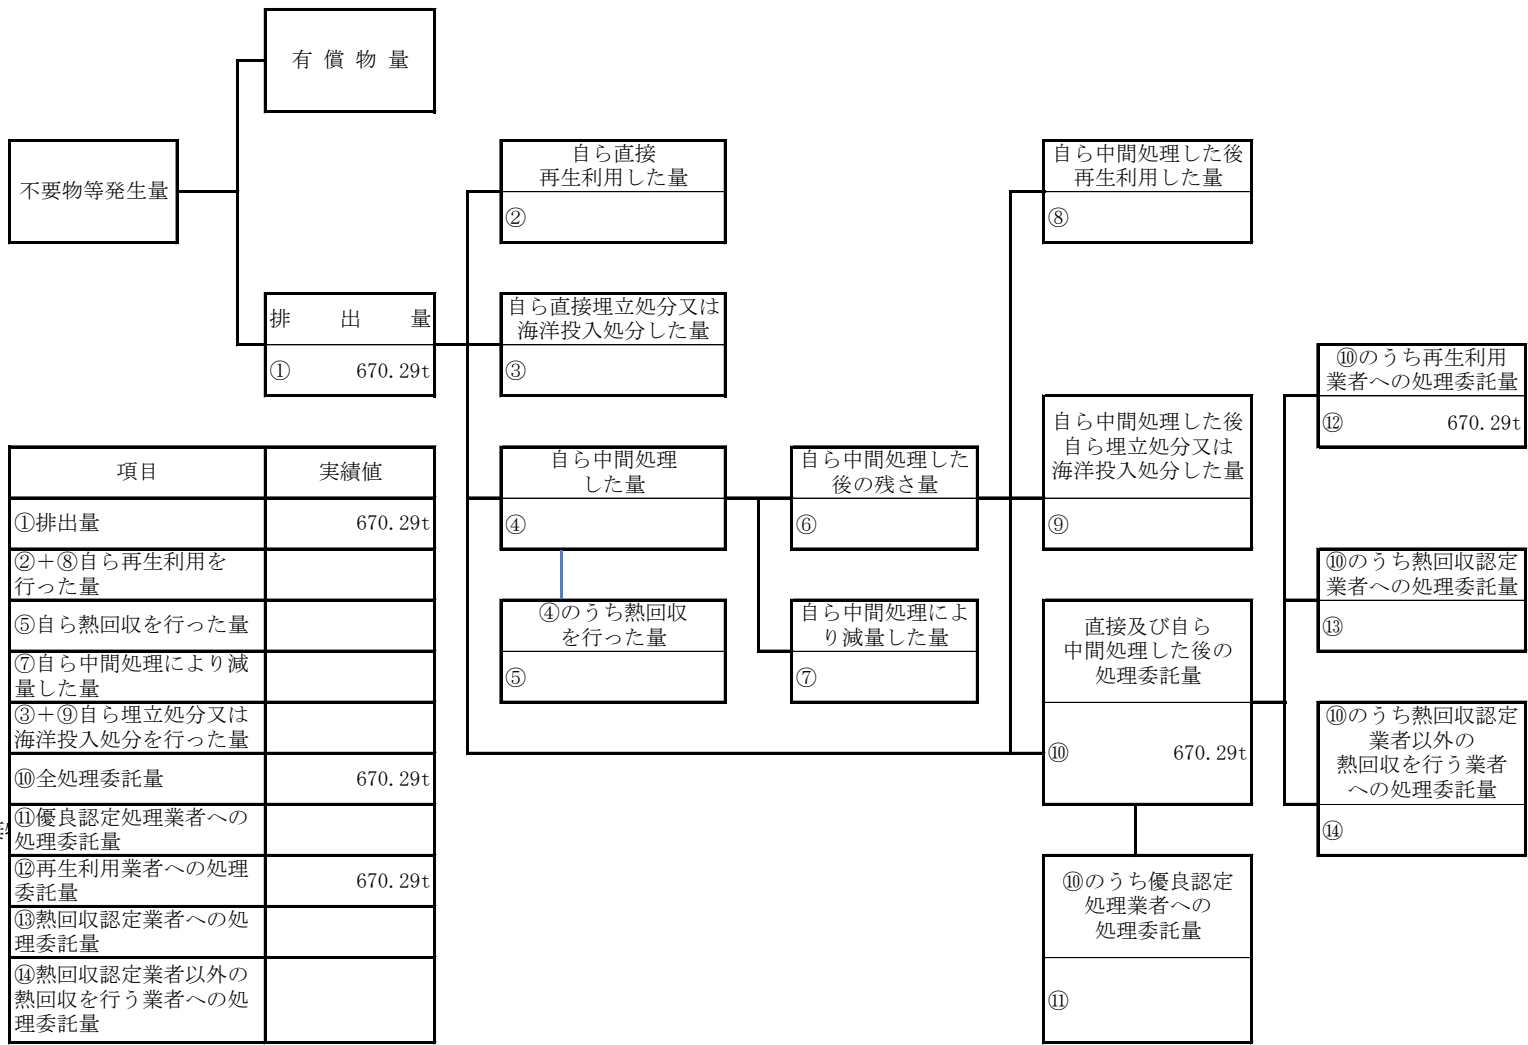 有償物量
不要物等発生量
自ら直接
再生利用した量
②
自ら中間処理した後
再生利用した量
⑧
排出量
① 670.29t
自ら直接埋立処分又は
海洋投入処分した量
③
⑩のうち再生利用
業者への処理委託量
⑫ 670.29t
自ら中間処理
した量
④
自ら中間処理した
後の残さ量
⑥
自ら中間処理した後
自ら埋立処分又は
海洋投入処分した量
⑨
⑩のうち熱回収認定
業者への処理委託量
⑬
④のうち熱回収
を行った量
⑤
自ら中間処理によ
り減量した量
⑦
直接及び自ら
中間処理した後の
処理委託量
⑩ 670.29t
⑩のうち熱回収認定
業者以外の
熱回収を行う業者
への処理委託量
⑭
⑩のうち優良認定
処理業者への
処理委託量
⑪
項目 実績値
①排出量 670.29t
②＋⑧自ら再生利用を
行った量
⑤自ら熱回収を行った量
⑦自ら中間処理により減
量した量
③＋⑨自ら埋立処分又は
海洋投入処分を行った量
⑩全処理委託量 670.29t
⑪優良認定処理業者への
処理委託量
⑫再生利用業者への処理
委託量 670.29t
⑬熱回収認定業者への処
理委託量
⑭熱回収認定業者以外の
熱回収を行う業者への処
理委託量